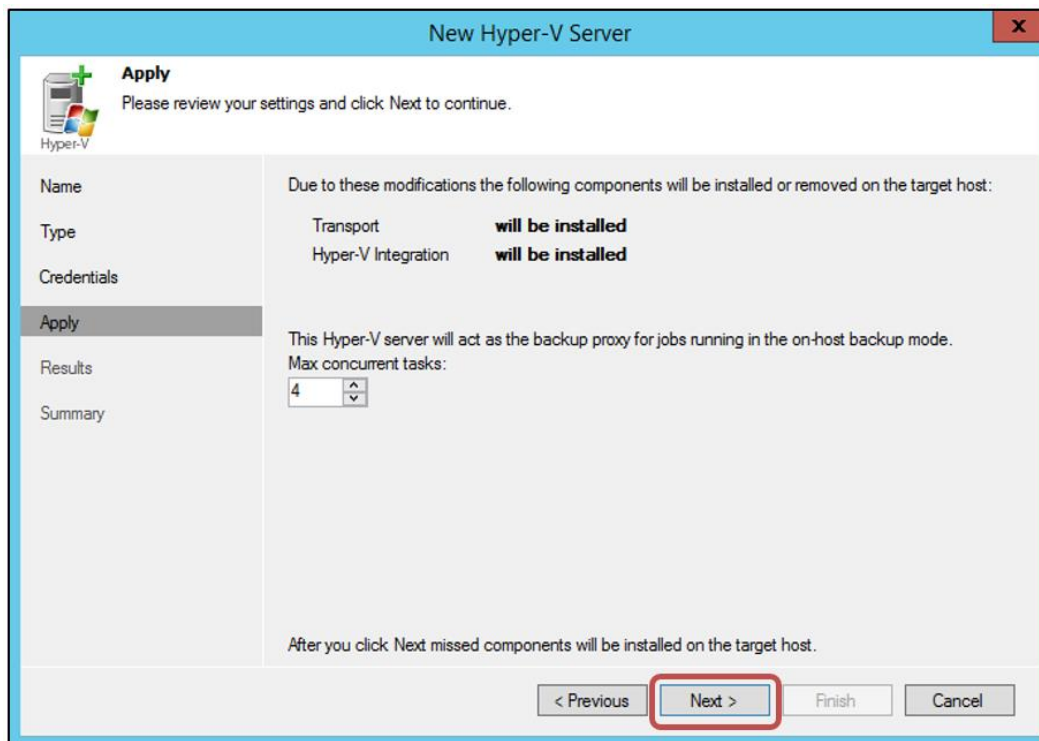 New Hyper-V Server
X
Apply
Please review your settings and click Next to continue.
Hyper-V
Name
Type
Credentials
Apply
Results
Summary
Due to these modifications the following components will be installed or removed on the target host:
Transport will be installed
Hyper-V Integration will be installed
This Hyper-V server will act as the backup proxy for jobs running in the on-host backup mode.
Max concurrent tasks:
4
After you click Next missed components will be installed on the target host.
< Previous Next > Finish Cancel